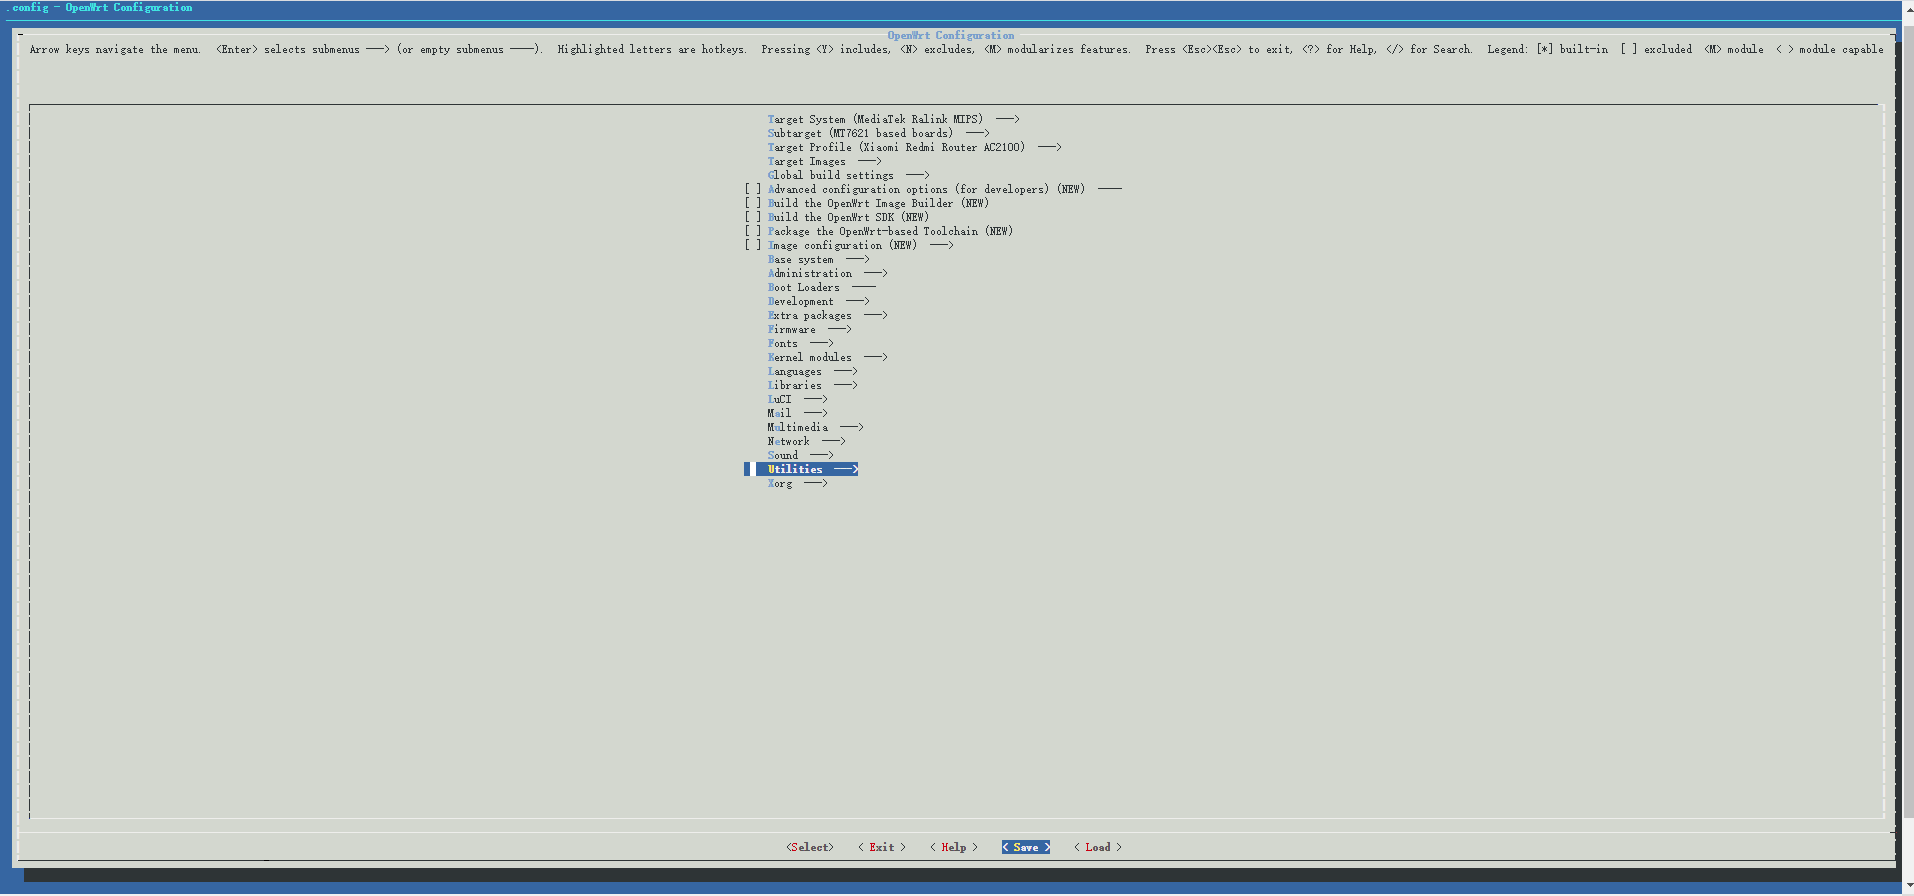 .config - OpenWrt Configuration
OpenWrt Configuration
Arrow keys navigate the menu.  <Enter> selects submenus ---> (or empty submenus ----).  Highlighted letters are hotkeys.  Pressing <Y> includes, <N> excludes, <M> modularizes features.  Press <Esc><Esc> to exit, <?> for Help, </> for Search.  Legend: [*] built-in  [ ] excluded  <M> module  < > module capable
Target System (MediaTek Ralink MIPS)  --->
Subtarget (MT7621 based boards)  --->
Target Profile (Xiaomi Redmi Router AC2100)  --->
Target Images  --->
Global build settings  --->
[ ] Advanced configuration options (for developers) (NEW)  ----
[ ] Build the OpenWrt Image Builder (NEW)
[ ] Build the OpenWrt SDK (NEW)
[ ] Package the OpenWrt-based Toolchain (NEW)
[ ] Image configuration (NEW)  --->
Base system  --->
Administration  --->
Boot Loaders  ----
Development  --->
Extra packages  --->
Firmware  --->
Fonts  --->
Kernel modules  --->
Languages  --->
Libraries  --->
LuCI  --->
Mail  --->
Multimedia  --->
Network  --->
Sound  --->
Utilities  --->
Xorg  --->
<Select>    < Exit >    < Help >    < Save >    < Load >